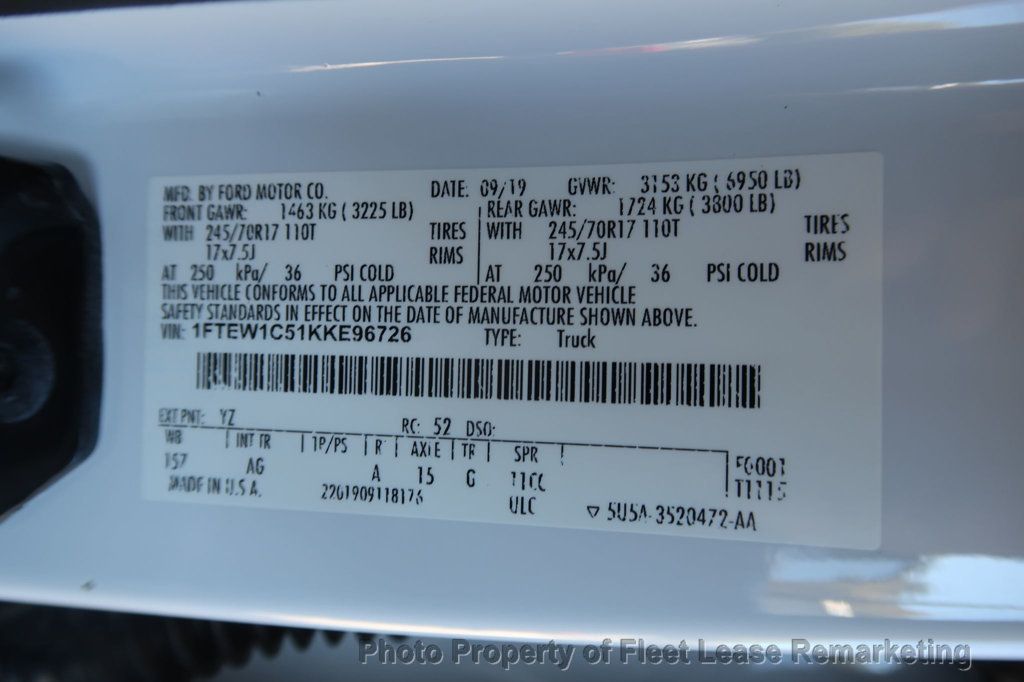 MFD. BY FORD MOTOR CO. DATE: 09/19 GVWR: 3153 KG ( 6950 LB)
FRONT GAWR: 1463 KG ( 3225 LB) REAR GAWR: 1724 KG ( 3800 LB)
WITH 245/70R17 110T TIRES WITH 245/70R17 110T TIRES
17x7.5J RIMS 17x7.5J RIMS
AT 250 kPa/ 36 PSI COLD AT 250 kPa/ 36 PSI COLD
THIS VEHICLE CONFORMS TO ALL APPLICABLE FEDERAL MOTOR VEHICLE
SAFETY STANDARDS IN EFFECT ON THE DATE OF MANUFACTURE SHOWN ABOVE.
VIN: 1FTEW1C51KKE96726 TYPE: Truck
EXT PNT: YZ RC: 52 DSO:
WB INT TR TP/PS R AXLE TR SPR
157 AG A 15 G F0001
MADE IN U.S.A. 2201909118176 ULC T1115
▽ 5U5A-3520472-AA
Photo Property of Fleet Lease Remarketing